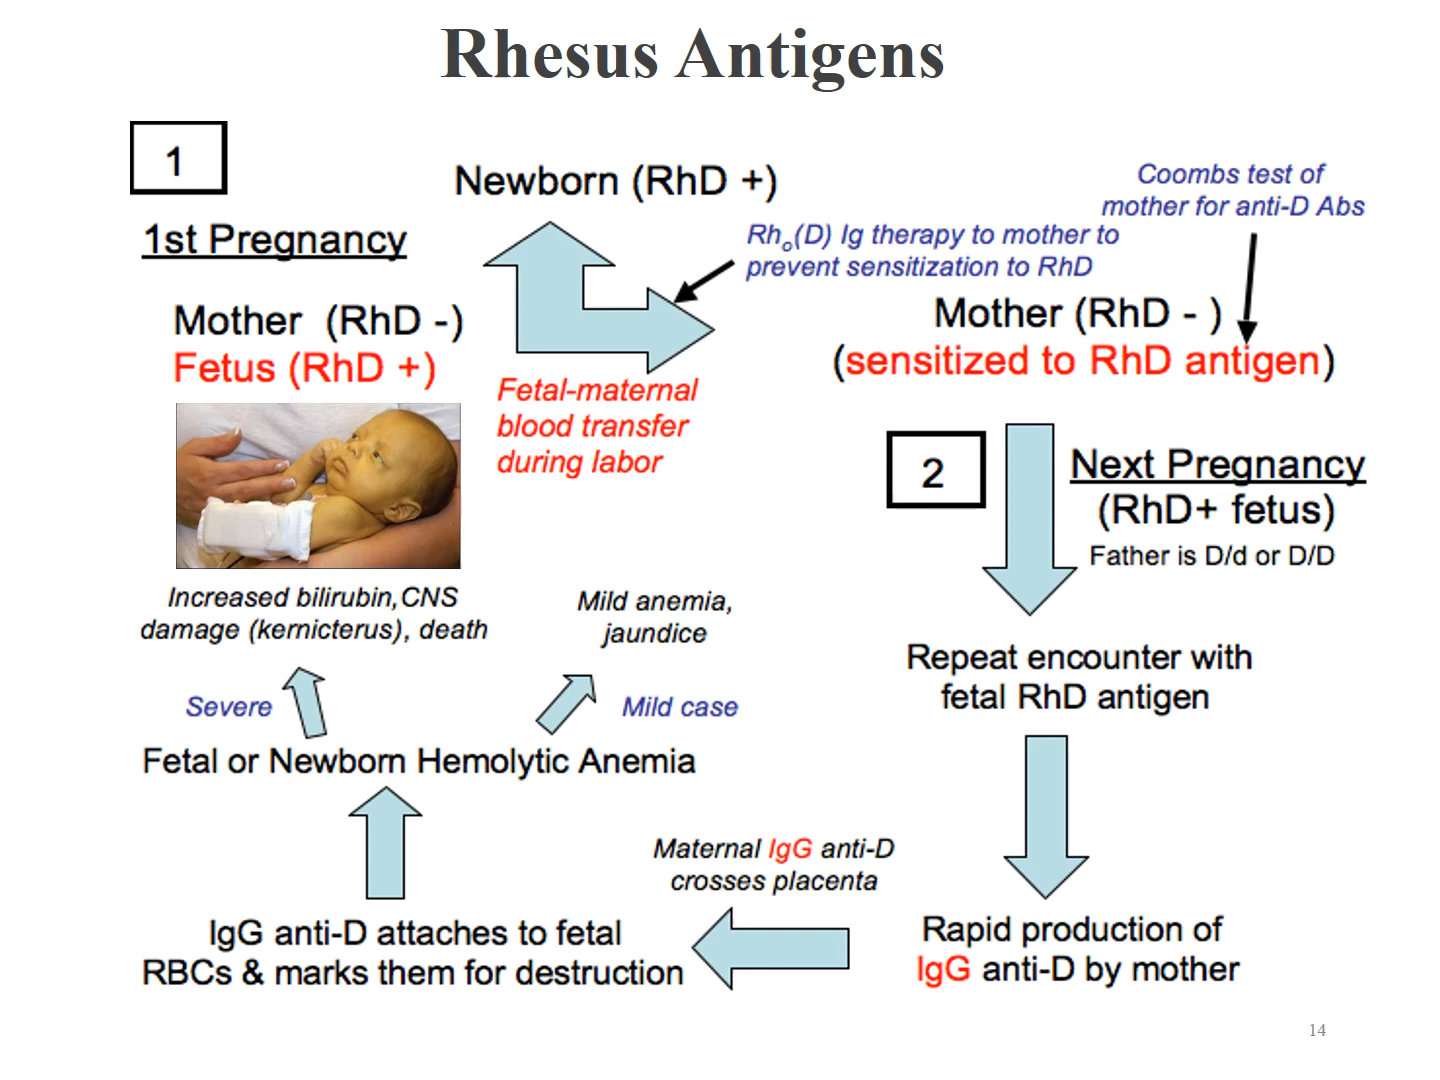 Rhesus Antigens
1
1st Pregnancy
Mother (RhD -)
Fetus (RhD +)
Newborn (RhD +)
Fetal-maternal
blood transfer
during labor
Rho(D) Ig therapy to mother to
prevent sensitization to RhD
Coombs test of
mother for anti-D Abs
Mother (RhD - )
(sensitized to RhD antigen)
2
Next Pregnancy
(RhD+ fetus)
Father is D/d or D/D
Repeat encounter with
fetal RhD antigen
Rapid production of
IgG anti-D by mother
Maternal IgG anti-D
crosses placenta
IgG anti-D attaches to fetal
RBCs & marks them for destruction
Fetal or Newborn Hemolytic Anemia
Severe
Mild case
Increased bilirubin,CNS
damage (kernicterus), death
Mild anemia,
jaundice
14